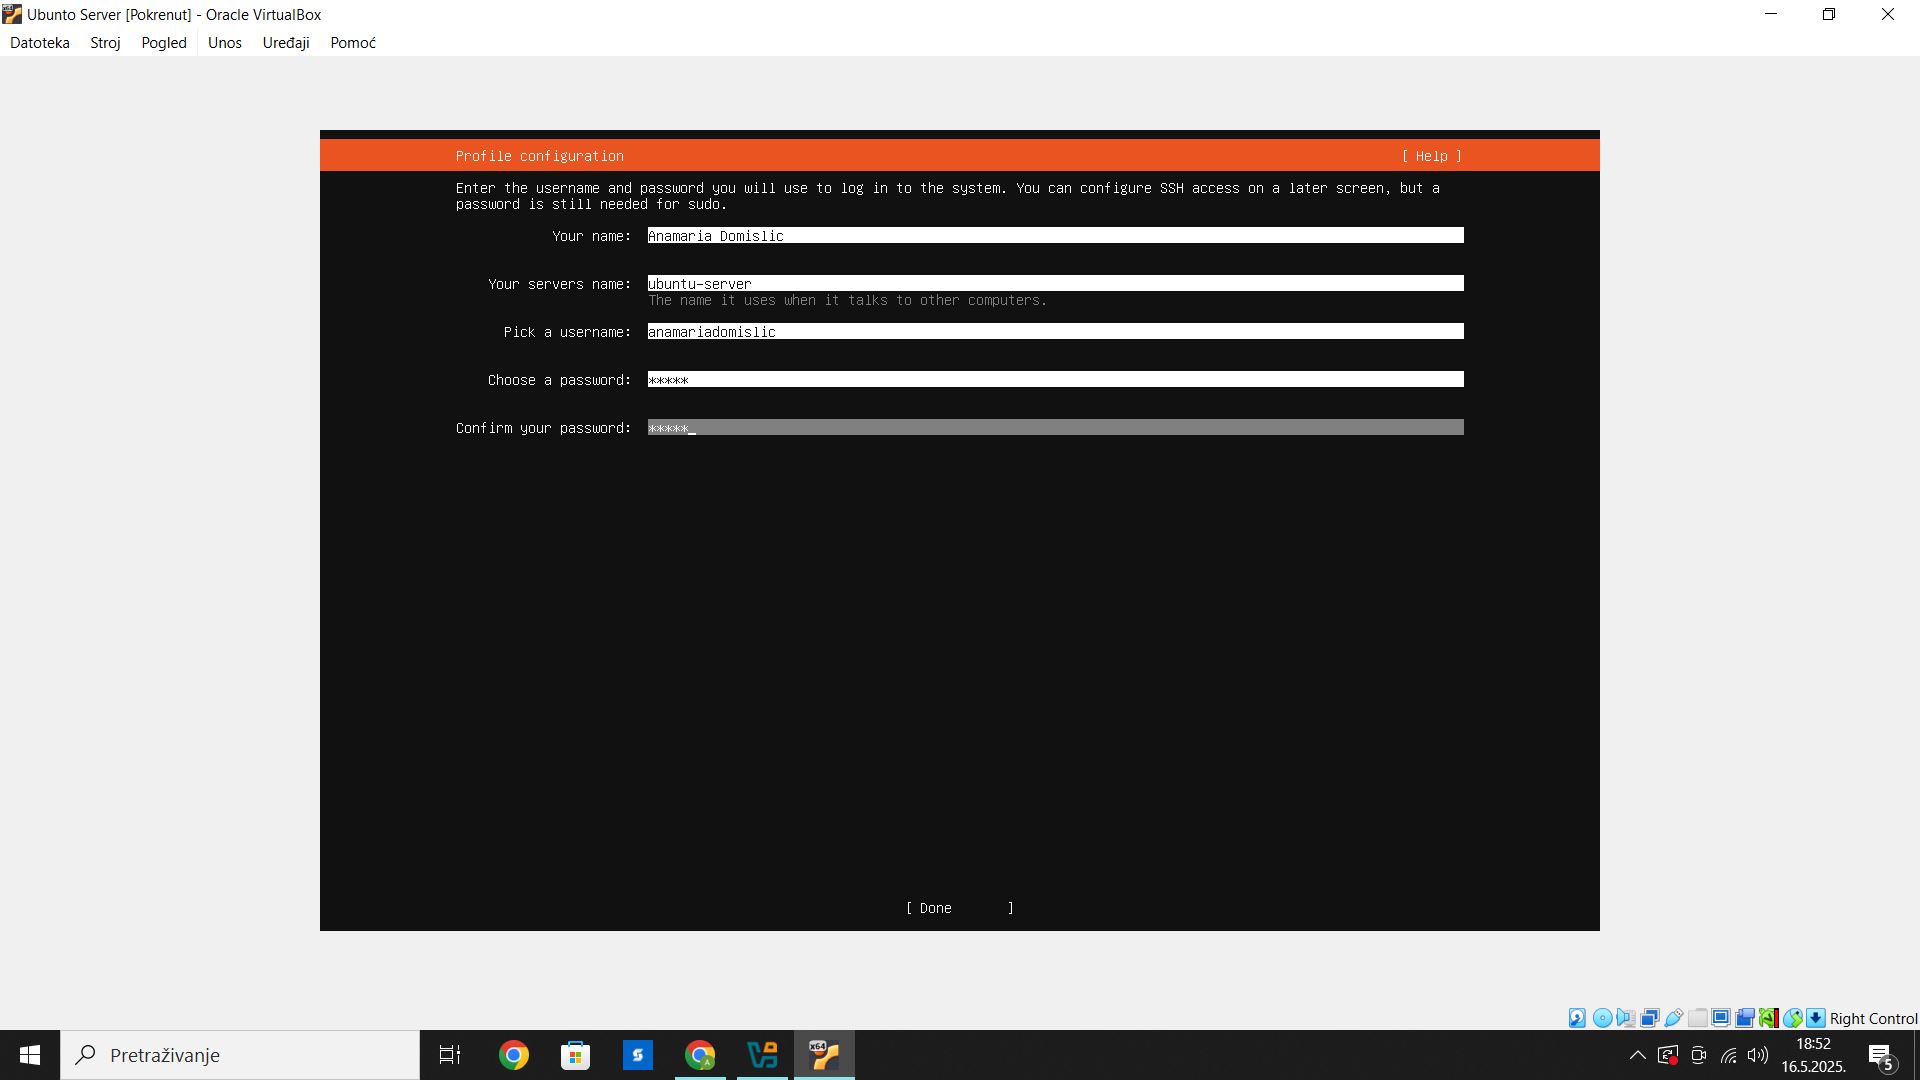 Ubunto Server [Pokrenut] - Oracle VirtualBox
Datoteka Stroj Pogled Unos Uređaji Pomoć
Profile configuration [ Help ]
Enter the username and password you will use to log in to the system. You can configure SSH access on a later screen, but a
password is still needed for sudo.
Your name: Anamaria Domislic
Your servers name: ubuntu-server
The name it uses when it talks to other computers.
Pick a username: anamariadomislic
Choose a password: *****
Confirm your password: *****_
[ Done ]
Right Control
Pretraživanje
18:52
16.5.2025.
5